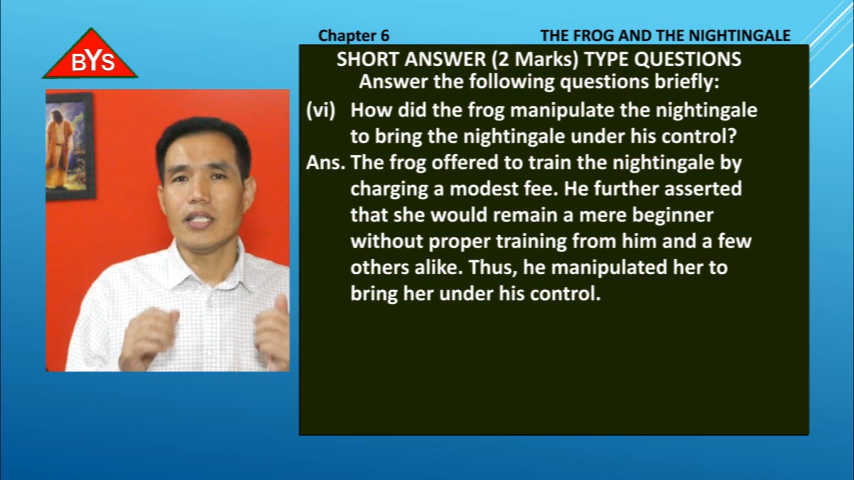 Chapter 6 THE FROG AND THE NIGHTINGALE
BYS
SHORT ANSWER (2 Marks) TYPE QUESTIONS
Answer the following questions briefly:
(vi) How did the frog manipulate the nightingale
to bring the nightingale under his control?
Ans. The frog offered to train the nightingale by
charging a modest fee. He further asserted
that she would remain a mere beginner
without proper training from him and a few
others alike. Thus, he manipulated her to
bring her under his control.